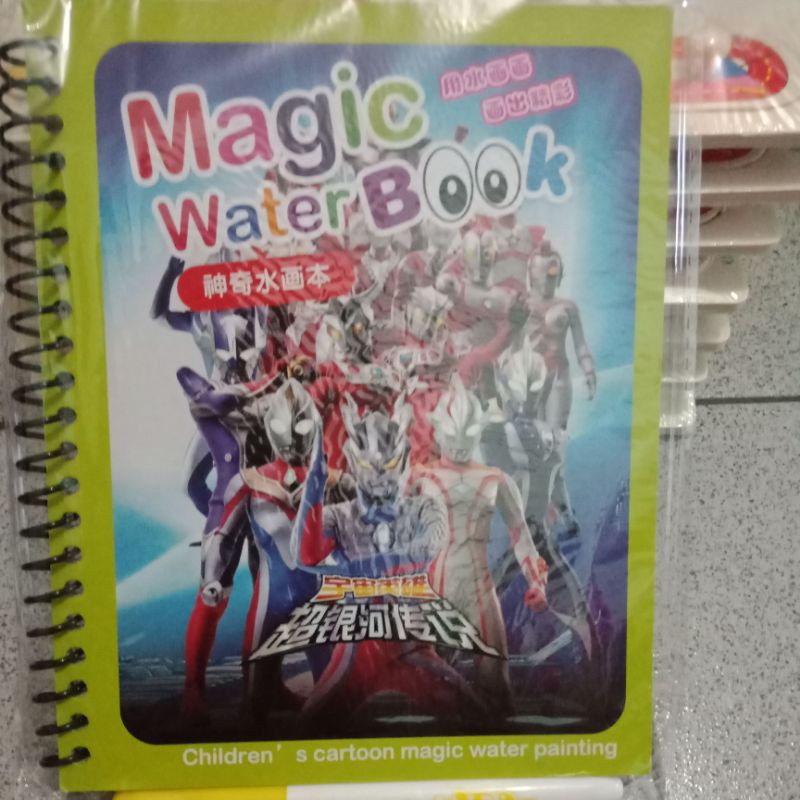 Magic
用水画画
画出精彩
Water Book
神奇水画本
宇宙英雄
超银河传说
Children's cartoon magic water painting